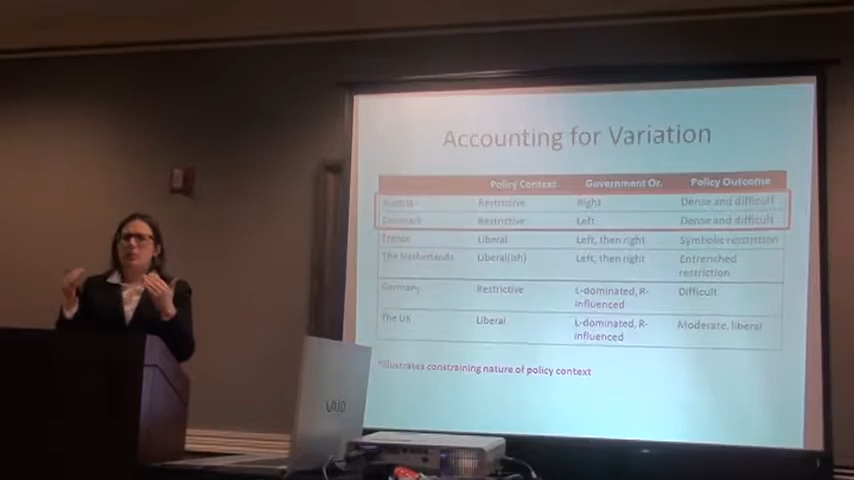 Accounting for Variation
Policy Context Government Or. Policy Outcome
Austria Restrictive Right Dense and difficult
Denmark Restrictive Left Dense and difficult
France Liberal Left, then right Symbolic restriction
The Netherlands Liberal(ish) Left, then right Entrenched
restriction
Germany Restrictive L-dominated, R- Difficult
influenced
The UK Liberal L-dominated, R- Moderate, liberal
influenced
*Illustrates constraining nature of policy context
VAIO